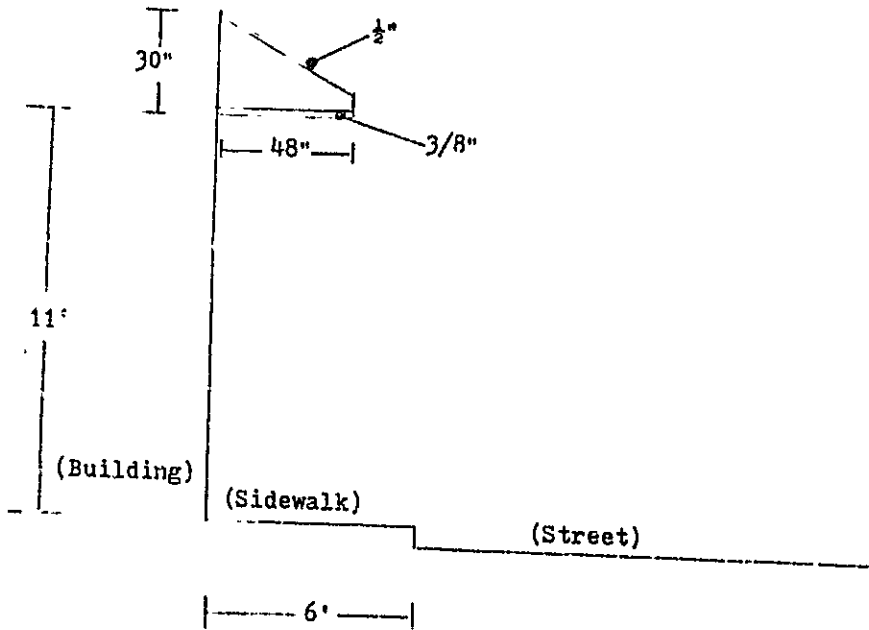 ½"
30"
48"
3/8"
11'
(Building)
(Sidewalk)
(Street)
6'